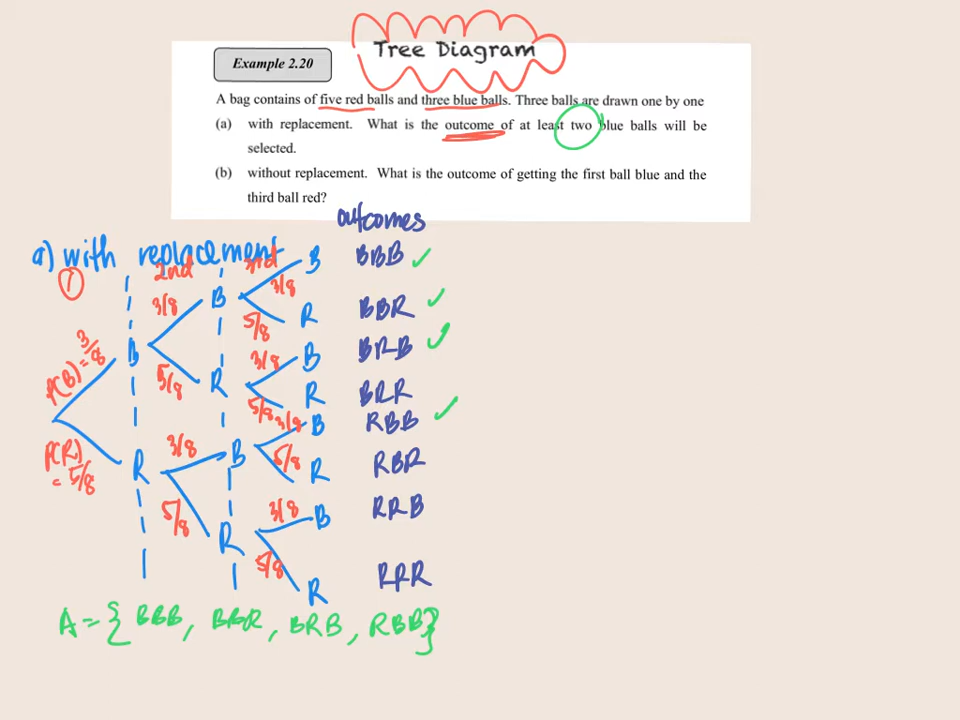 Tree Diagram
Example 2.20
A bag contains of five red balls and three blue balls. Three balls are drawn one by one
(a) with replacement. What is the outcome of at least two blue balls will be
selected.
(b) without replacement. What is the outcome of getting the first ball blue and the
third ball red?
outcomes
a) with replacement
1 2nd 3rd
P(B) = 3/8
P(R) = 5/8
B 3/8 B 3/8 B BBB ✓
5/8 R BBR ✓
5/8 R 3/8 B BRB ✓
5/8 R BRR
R 3/8 B 3/8 B RBB ✓
5/8 R RBR
5/8 R 3/8 B RRB
5/8 R RRR
A = { BBB, BBR, BRB, RBB}